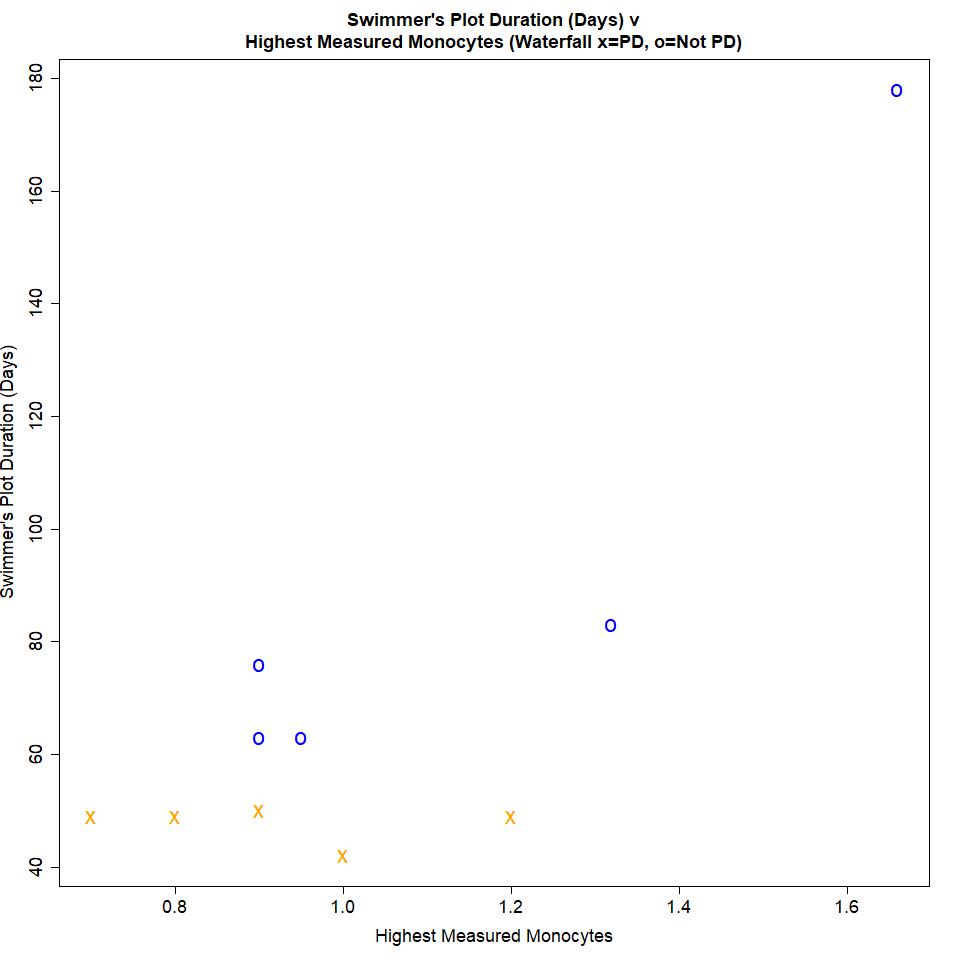 Swimmer's Plot Duration (Days) v
Highest Measured Monocytes (Waterfall x=PD, o=Not PD)
Swimmer's Plot Duration (Days)
180
160
140
120
100
80
60
40
o
o
o
o o
x x x x
x
0.8 1.0 1.2 1.4 1.6
Highest Measured Monocytes